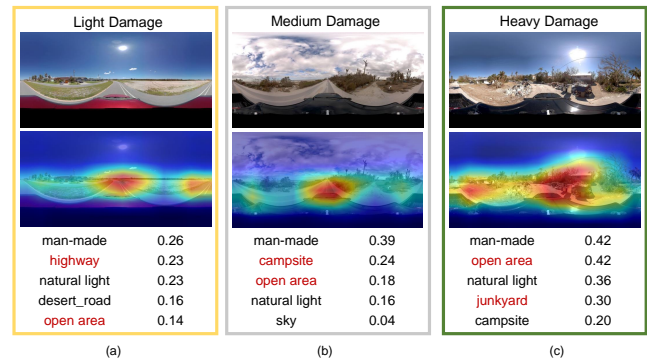 Light Damage
man-made 0.26
highway 0.23
natural light 0.23
desert_road 0.16
open area 0.14
(a)
Medium Damage
man-made 0.39
campsite 0.24
open area 0.18
natural light 0.16
sky 0.04
(b)
Heavy Damage
man-made 0.42
open area 0.42
natural light 0.36
junkyard 0.30
campsite 0.20
(c)